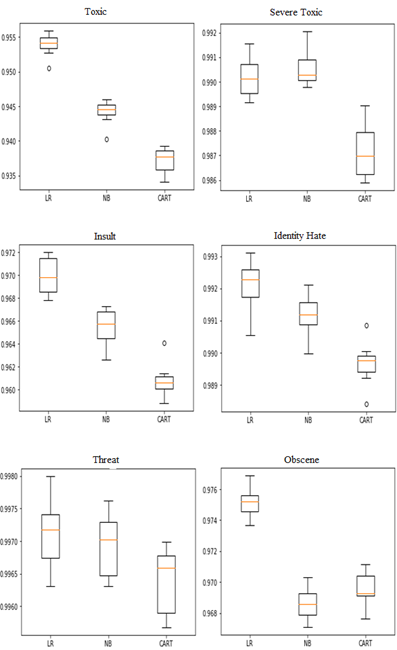 Toxic
Severe Toxic
0.955
0.950
0.945
0.940
0.935
LR
NB
CART
0.992
0.991
0.990
0.989
0.988
0.987
0.986
LR
NB
CART
Insult
Identity Hate
0.972
0.970
0.968
0.966
0.964
0.962
0.960
LR
NB
CART
0.993
0.992
0.991
0.990
0.989
LR
NB
CART
Threat
Obscene
0.9980
0.9975
0.9970
0.9965
0.9960
LR
NB
CART
0.976
0.974
0.972
0.970
0.968
LR
NB
CART